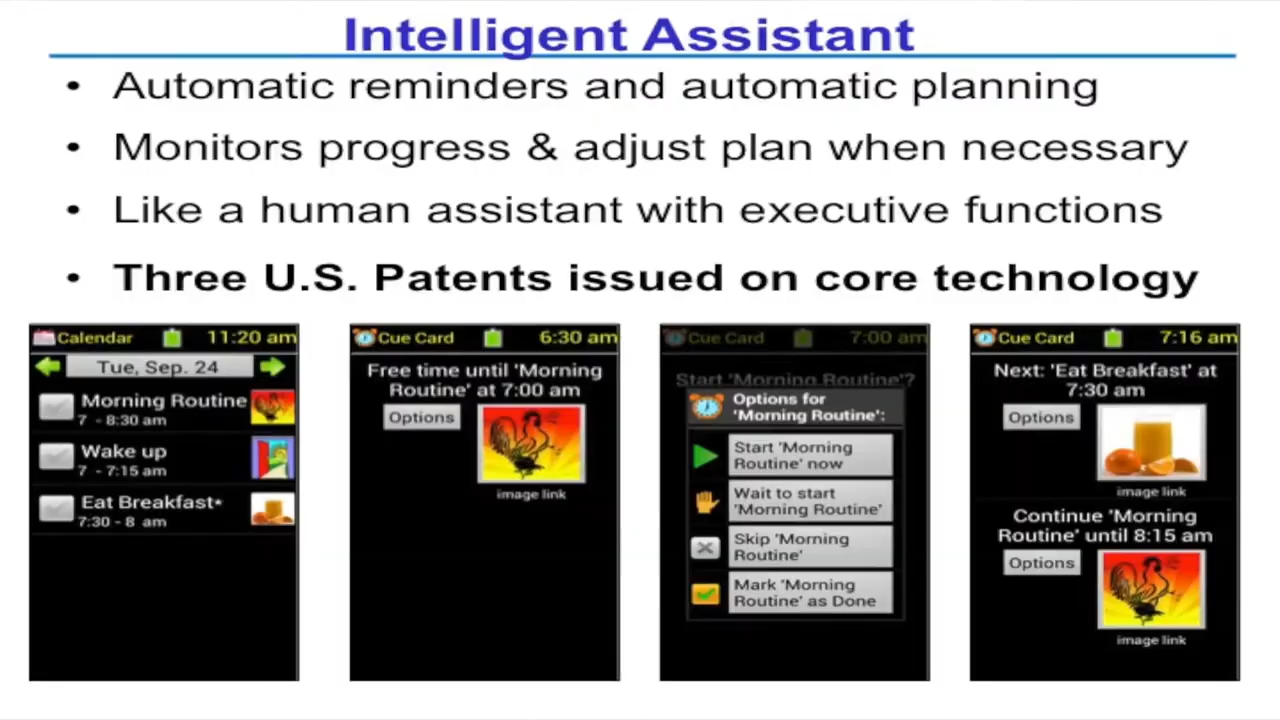 Intelligent Assistant
• Automatic reminders and automatic planning
• Monitors progress & adjust plan when necessary
• Like a human assistant with executive functions
• Three U.S. Patents issued on core technology
Calendar 11:20 am
Tue, Sep. 24
Morning Routine
7 - 8:30 am
Wake up
7 - 7:15 am
Eat Breakfast*
7:30 - 8 am
Cue Card 6:30 am
Free time until 'Morning
Routine' at 7:00 am
Options
image link
Cue Card 7:00 am
Start 'Morning Routine'?
Options for
'Morning Routine':
Start 'Morning
Routine' now
Wait to start
'Morning Routine'
Skip 'Morning
Routine'
Mark 'Morning
Routine' as Done
Cue Card 7:16 am
Next: 'Eat Breakfast' at
7:30 am
Options
image link
Continue 'Morning
Routine' until 8:15 am
Options
image link